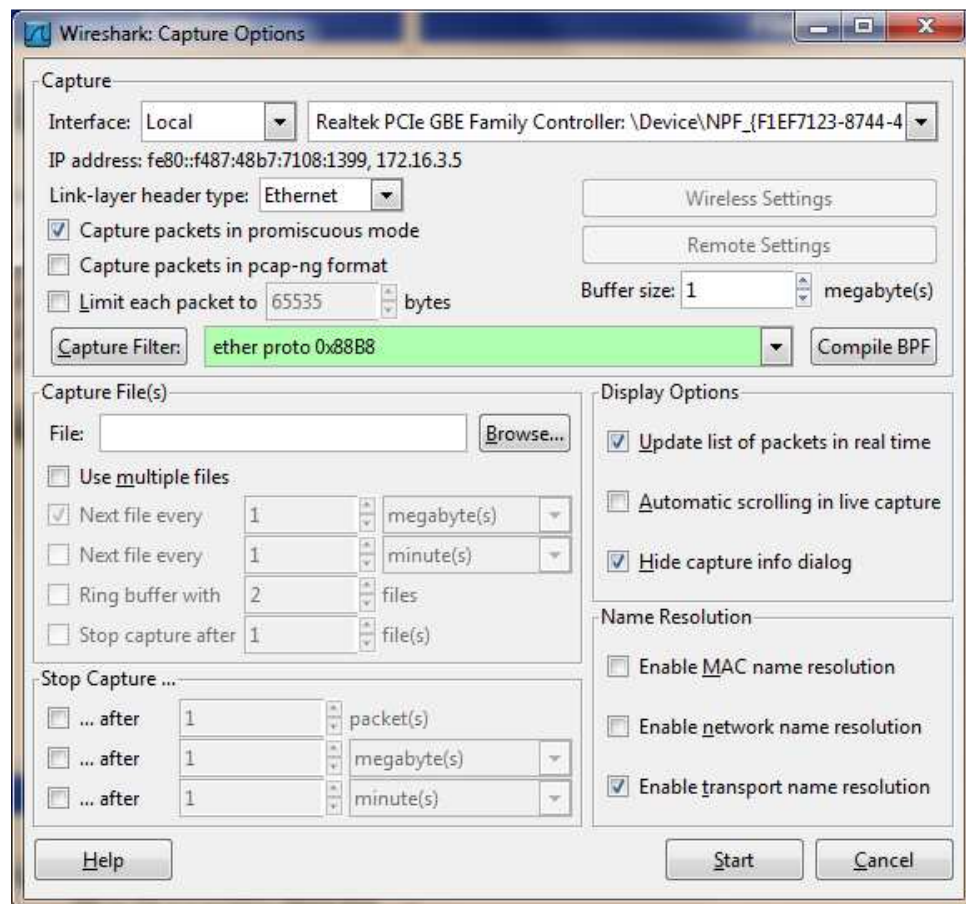 Wireshark: Capture Options
Capture
Interface: Local Realtek PCIe GBE Family Controller: \Device\NPF_{F1EF7123-8744-4
IP address: fe80::f487:48b7:7108:1399, 172.16.3.5
Link-layer header type: Ethernet
Wireless Settings
Capture packets in promiscuous mode
Remote Settings
Capture packets in pcap-ng format
Limit each packet to 65535 bytes
Buffer size: 1 megabyte(s)
Capture Filter: ether proto 0x88B8 Compile BPF
Capture File(s)
File: Browse...
Use multiple files
Next file every 1 megabyte(s)
Next file every 1 minute(s)
Ring buffer with 2 files
Stop capture after 1 file(s)
Stop Capture ...
... after 1 packet(s)
... after 1 megabyte(s)
... after 1 minute(s)
Display Options
Update list of packets in real time
Automatic scrolling in live capture
Hide capture info dialog
Name Resolution
Enable MAC name resolution
Enable network name resolution
Enable transport name resolution
Help Start Cancel